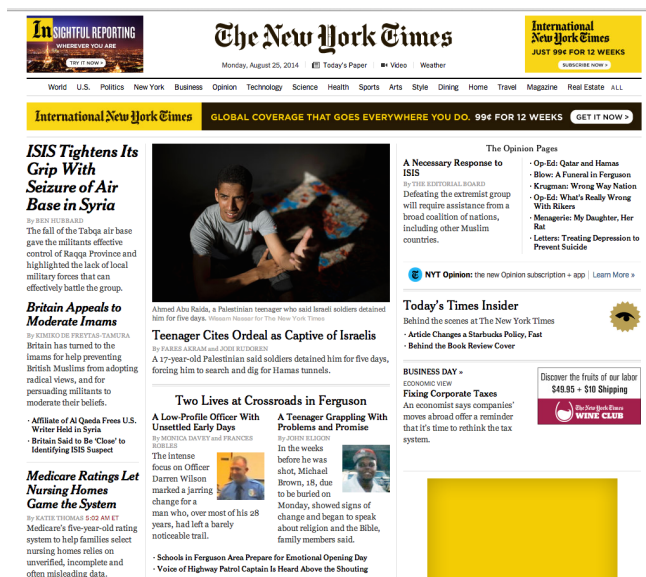 In SIGHTFUL REPORTING
WHEREVER YOU ARE
TRY IT NOW >
The New York Times
Monday, August 25, 2014
Today's Paper
Video
Weather
International
New York Times
JUST 99¢ FOR 12 WEEKS
SUBSCRIBE NOW >
World U.S. Politics New York Business Opinion Technology Science Health Sports Arts Style Dining Home Travel Magazine Real Estate ALL
International New York Times GLOBAL COVERAGE THAT GOES EVERYWHERE YOU DO. 99¢ FOR 12 WEEKS GET IT NOW >
ISIS Tightens Its
Grip With
Seizure of Air
Base in Syria
By BEN HUBBARD
The fall of the Tabqa air base
gave the militants effective
control of Raqqa Province and
highlighted the lack of local
military forces that can
effectively battle the group.
Britain Appeals to
Moderate Imams
By KIMIKO DE FREYTAS-TAMURA
Britain has turned to the
imams for help preventing
British Muslims from adopting
radical views, and for
persuading militants to
moderate their beliefs.
· Affiliate of Al Qaeda Frees U.S.
Writer Held in Syria
· Britain Said to Be 'Close' to
Identifying ISIS Suspect
Medicare Ratings Let
Nursing Homes
Game the System
By KATIE THOMAS 5:02 AM ET
Medicare's five-year-old rating
system to help families select
nursing homes relies on
unverified, incomplete and
often misleading data.
Ahmed Abu Raida, a Palestinian teenager who said Israeli soldiers detained
him for five days. Wissam Nassar for The New York Times
Teenager Cites Ordeal as Captive of Israelis
By FARES AKRAM and JODI RUDOREN
A 17-year-old Palestinian said soldiers detained him for five days,
forcing him to search and dig for Hamas tunnels.
Two Lives at Crossroads in Ferguson
A Low-Profile Officer With
Unsettled Early Days
By MONICA DAVEY and FRANCES
ROBLES
The intense
focus on Officer
Darren Wilson
marked a jarring
change for a
man who, over most of his 28
years, had left a barely
noticeable trail.
A Teenager Grappling With
Problems and Promise
By JOHN ELIGON
In the weeks
before he was
shot, Michael
Brown, 18, due
to be buried on
Monday, showed signs of
change and began to speak
about religion and the Bible,
family members said.
· Schools in Ferguson Area Prepare for Emotional Opening Day
· Voice of Highway Patrol Captain Is Heard Above the Shouting
The Opinion Pages
A Necessary Response to
ISIS
By THE EDITORIAL BOARD
Defeating the extremist group
will require assistance from a
broad coalition of nations,
including other Muslim
countries.
· Op-Ed: Qatar and Hamas
· Blow: A Funeral in Ferguson
· Krugman: Wrong Way Nation
· Op-Ed: What's Really Wrong
With Rikers
· Menagerie: My Daughter, Her
Rat
· Letters: Treating Depression to
Prevent Suicide
NYT Opinion: the new Opinion subscription + app | Learn More »
Today's Times Insider
Behind the scenes at The New York Times
· Article Changes a Starbucks Policy, Fast
· Behind the Book Review Cover
BUSINESS DAY »
ECONOMIC VIEW
Fixing Corporate Taxes
An economist says companies'
moves abroad offer a reminder
that it's time to rethink the tax
system.
Discover the fruits of our labor
$49.95 + $10 Shipping
The New York Times
WINE CLUB